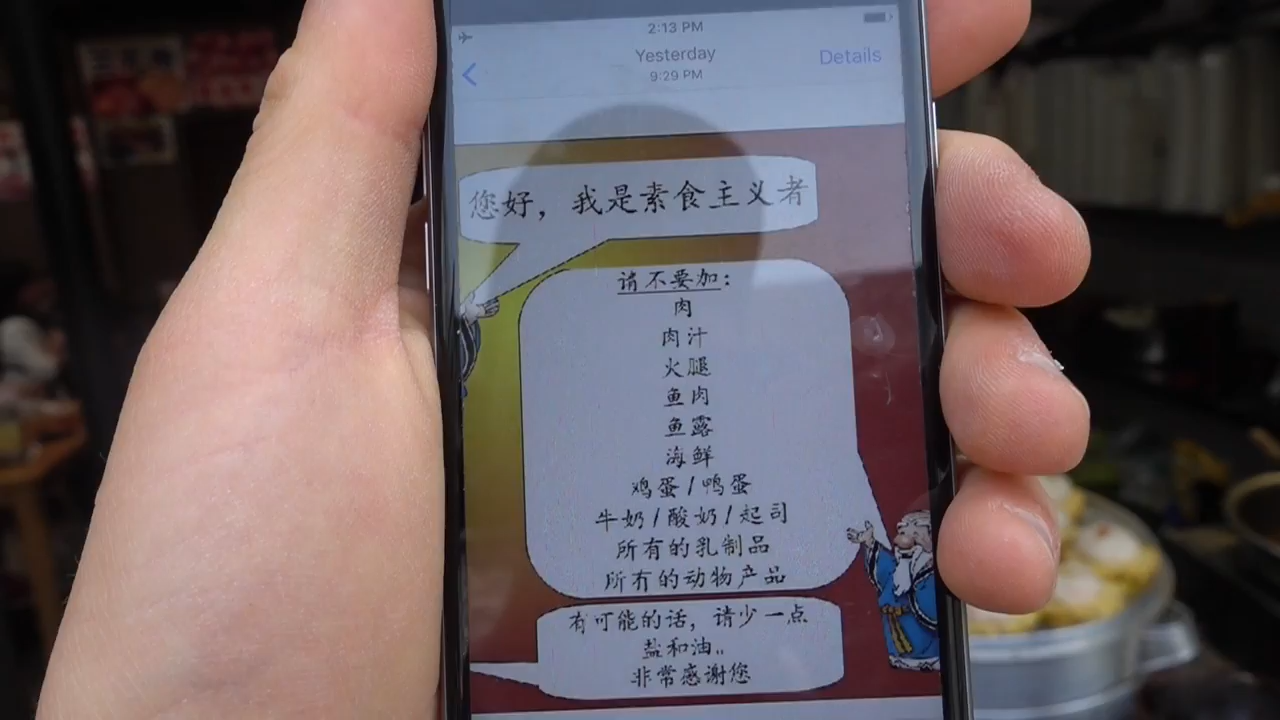 2:13 PM
Yesterday
Details
9:29 PM
您好，我是素食主义者
请不要加：
肉
肉汁
火腿
鱼肉
鱼露
海鲜
鸡蛋/鸭蛋
牛奶/酸奶/起司
所有的乳制品
所有的动物产品
有可能的话，请少一点
盐和油..
非常感谢您